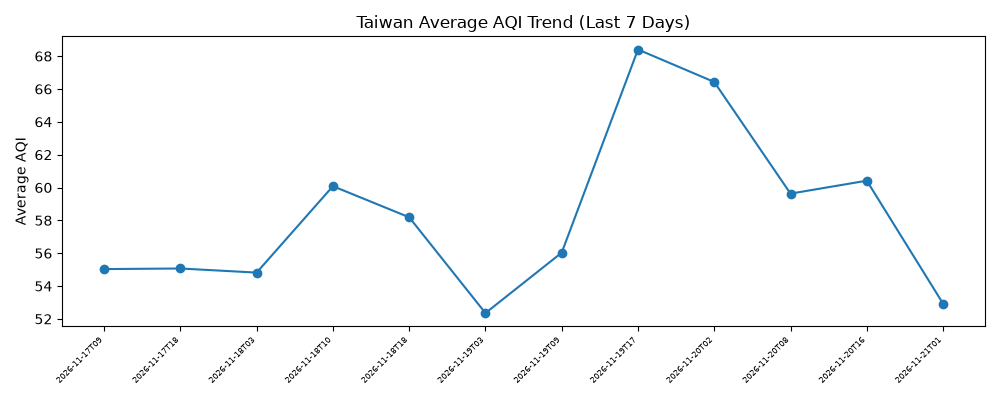 Taiwan Average AQI Trend (Last 7 Days)
Average AQI
68
66
64
62
60
58
56
54
52
2026-11-17T09
2026-11-17T18
2026-11-18T03
2026-11-18T10
2026-11-18T18
2026-11-19T03
2026-11-19T09
2026-11-19T17
2026-11-20T02
2026-11-20T08
2026-11-20T16
2026-11-21T01